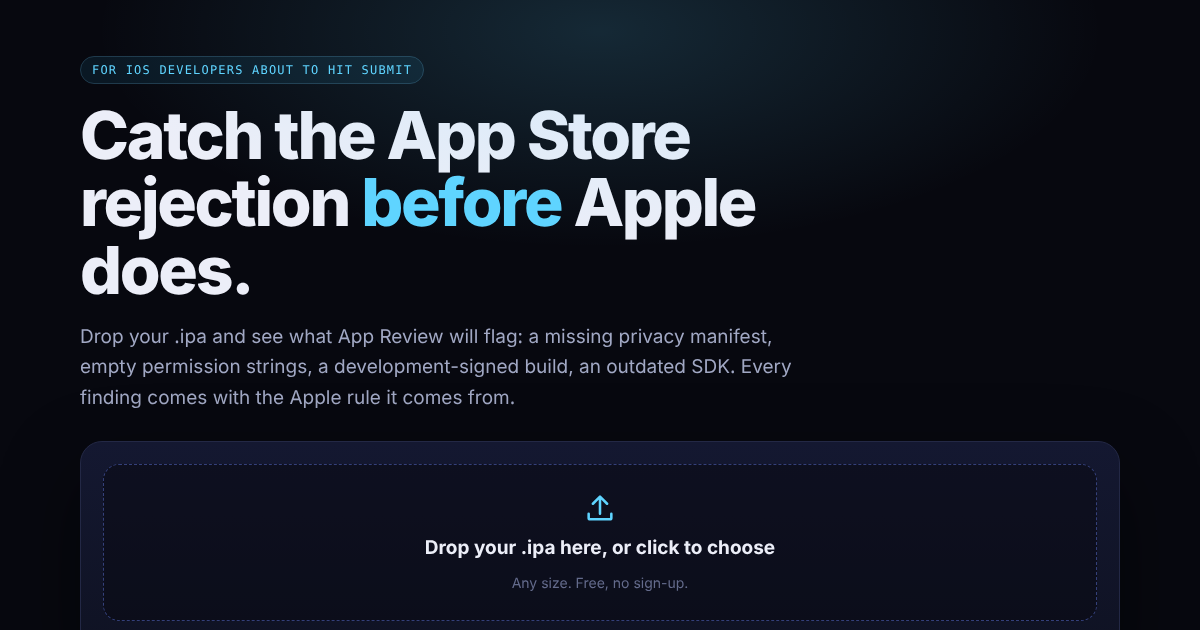 FOR IOS DEVELOPERS ABOUT TO HIT SUBMIT
Catch the App Store
rejection before Apple
does.
Drop your .ipa and see what App Review will flag: a missing privacy manifest,
empty permission strings, a development-signed build, an outdated SDK. Every
finding comes with the Apple rule it comes from.
Drop your .ipa here, or click to choose
Any size. Free, no sign-up.